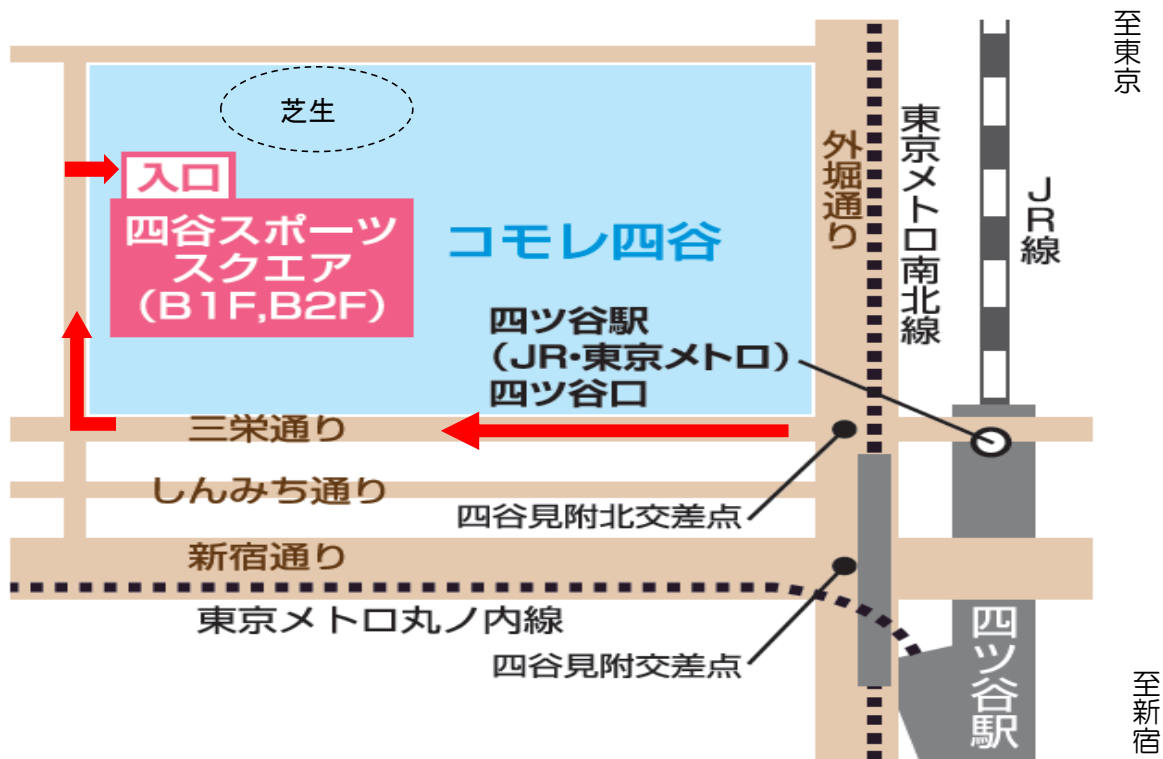 至東京
芝生
入口
四谷スポーツ
スクエア
(B1F,B2F)
コモレ四谷
外堀通り
東京メトロ南北線
JR線
四ツ谷駅
(JR・東京メトロ)
四ツ谷口
三栄通り
しんみち通り
四谷見附北交差点
新宿通り
東京メトロ丸ノ内線
四谷見附交差点
四ツ谷駅
至新宿